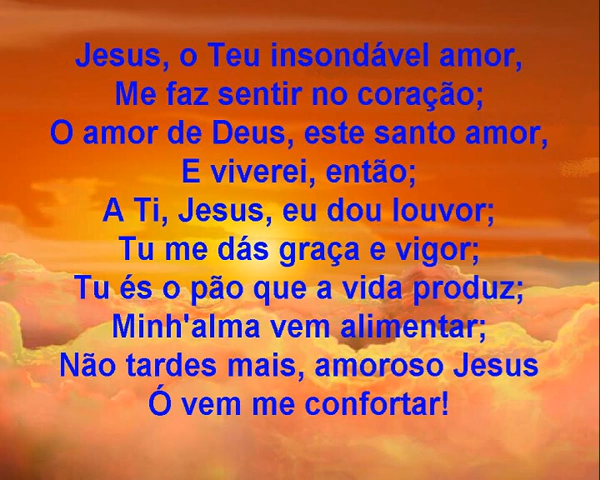 Jesus, o Teu insondável amor,
Me faz sentir no coração;
O amor de Deus, este santo amor,
E viverei, então;
A Ti, Jesus, eu dou louvor;
Tu me dás graça e vigor;
Tu és o pão que a vida produz;
Minh'alma vem alimentar;
Não tardes mais, amoroso Jesus
Ó vem me confortar!